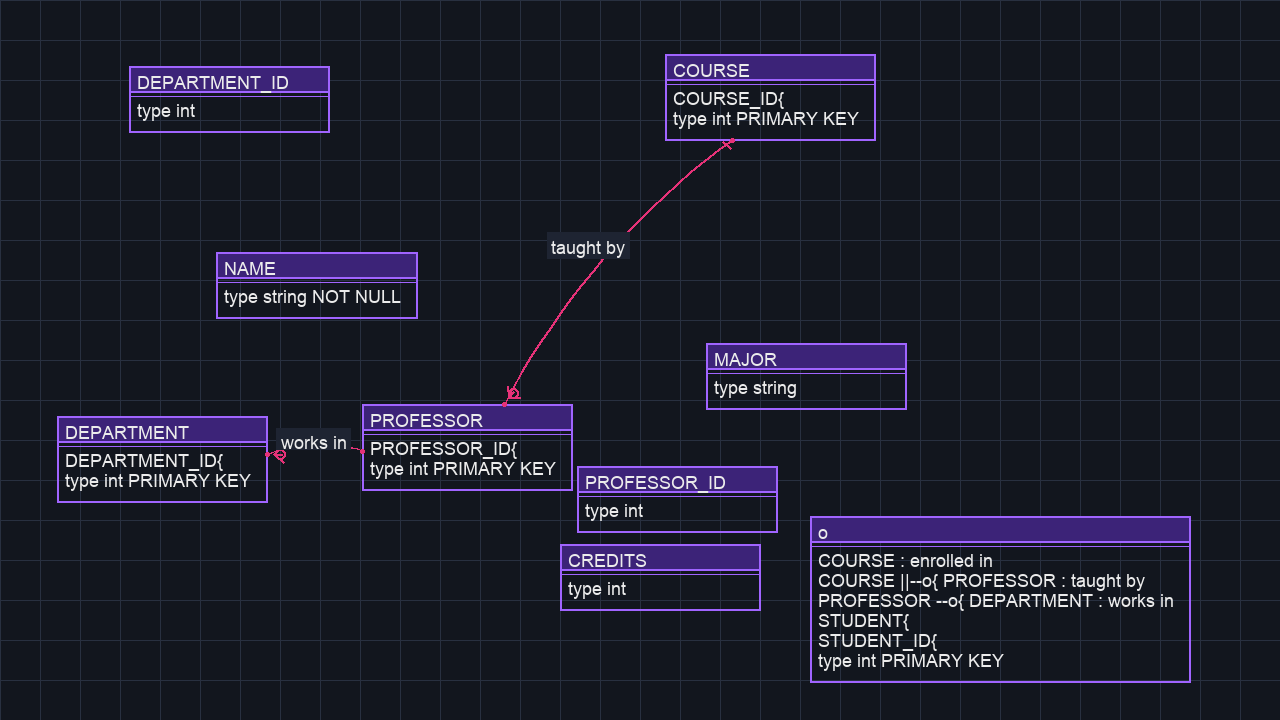 DEPARTMENT_ID
type int
COURSE
COURSE_ID{
type int PRIMARY KEY
taught by
NAME
type string NOT NULL
MAJOR
type string
DEPARTMENT
DEPARTMENT_ID{
type int PRIMARY KEY
works in
PROFESSOR
PROFESSOR_ID{
type int PRIMARY KEY
PROFESSOR_ID
type int
CREDITS
type int
o
COURSE : enrolled in
COURSE ||--o{ PROFESSOR : taught by
PROFESSOR --o{ DEPARTMENT : works in
STUDENT{
STUDENT_ID{
type int PRIMARY KEY